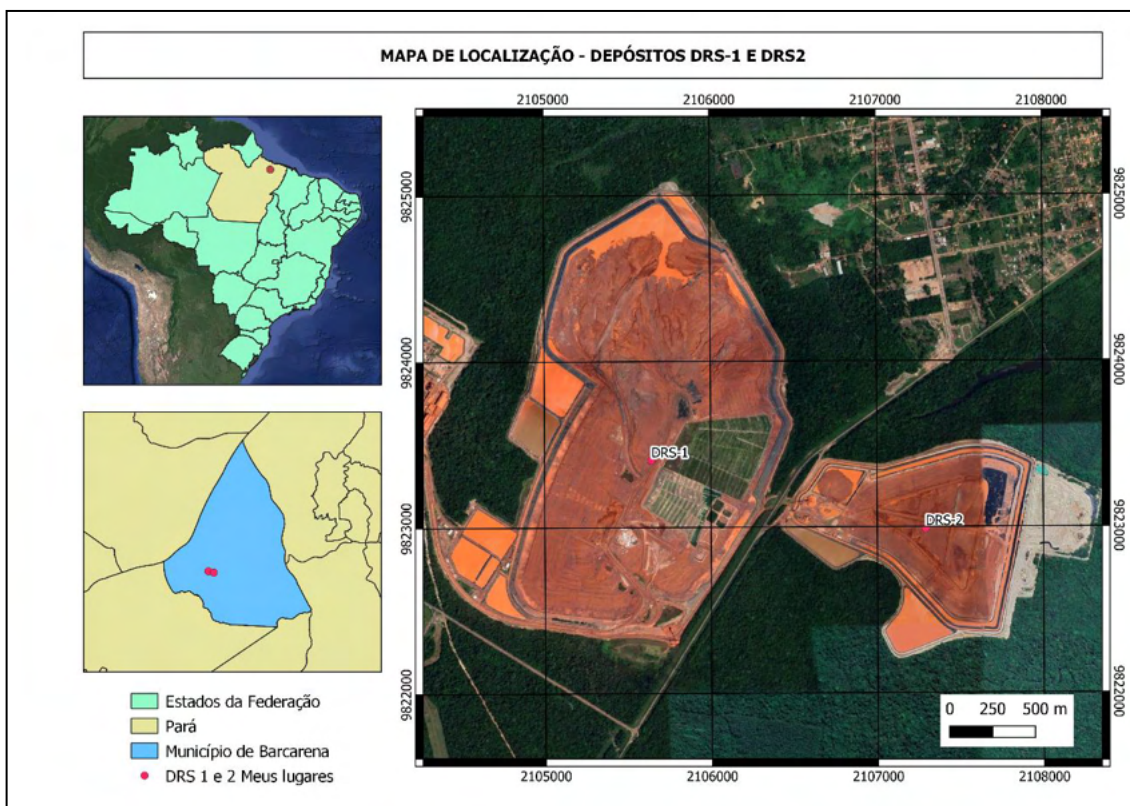 MAPA DE LOCALIZAÇÃO - DEPÓSITOS DRS-1 E DRS2
2105000 2106000 2107000 2108000
9825000 9825000
9824000 9824000
DRS-1
9823000 9823000
DRS-2
9822000 9822000
Estados da Federação
Pará
Município de Barcarena
DRS 1 e 2 Meus lugares
0 250 500 m
2105000 2106000 2107000 2108000